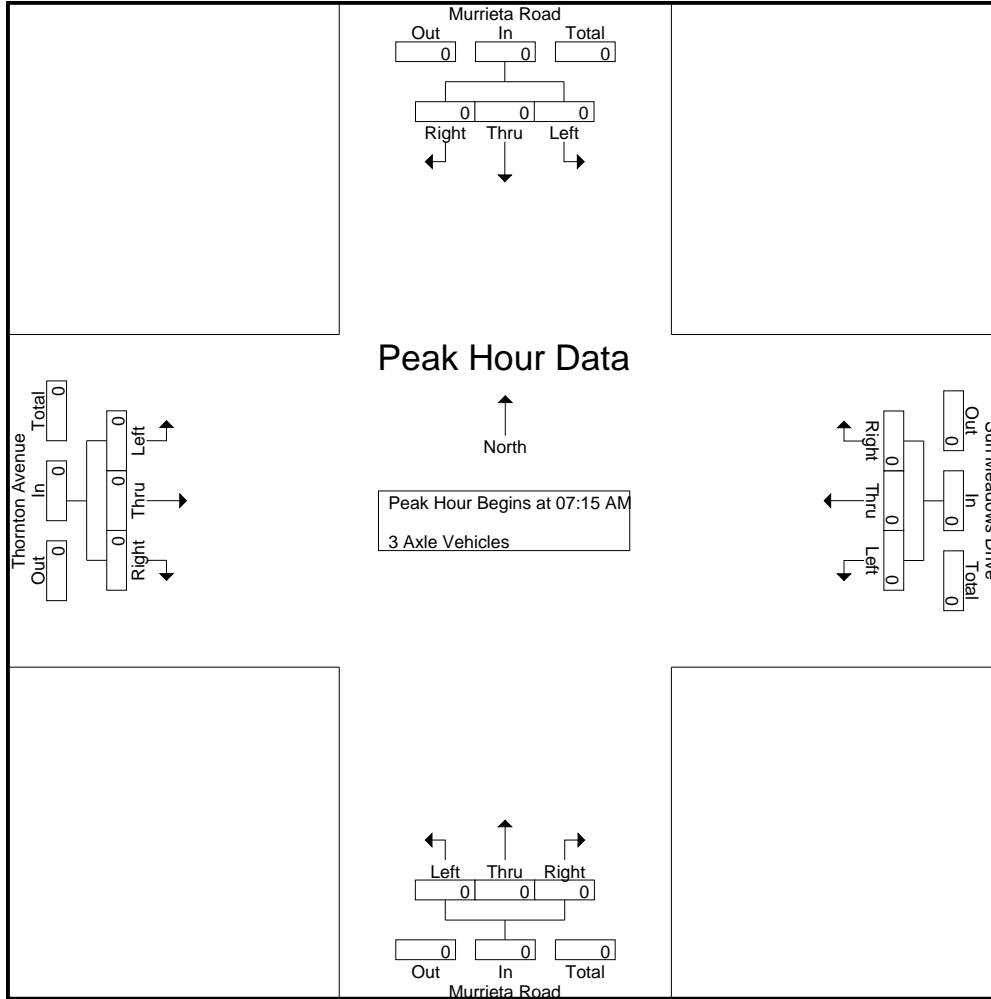 Murrieta Road
Out In Total
0 0 0
0 0 0
Right Thru Left
Peak Hour Data
North
Peak Hour Begins at 07:15 AM
3 Axle Vehicles
Thornton Avenue
Out In Total
0 0 0
0 0 0
Right Thru Left
Sun Meadows Drive
Out In Total
0 0 0
0 0 0
Right Thru Left
Left Thru Right
0 0 0
0 0 0
Out In Total
Murrieta Road